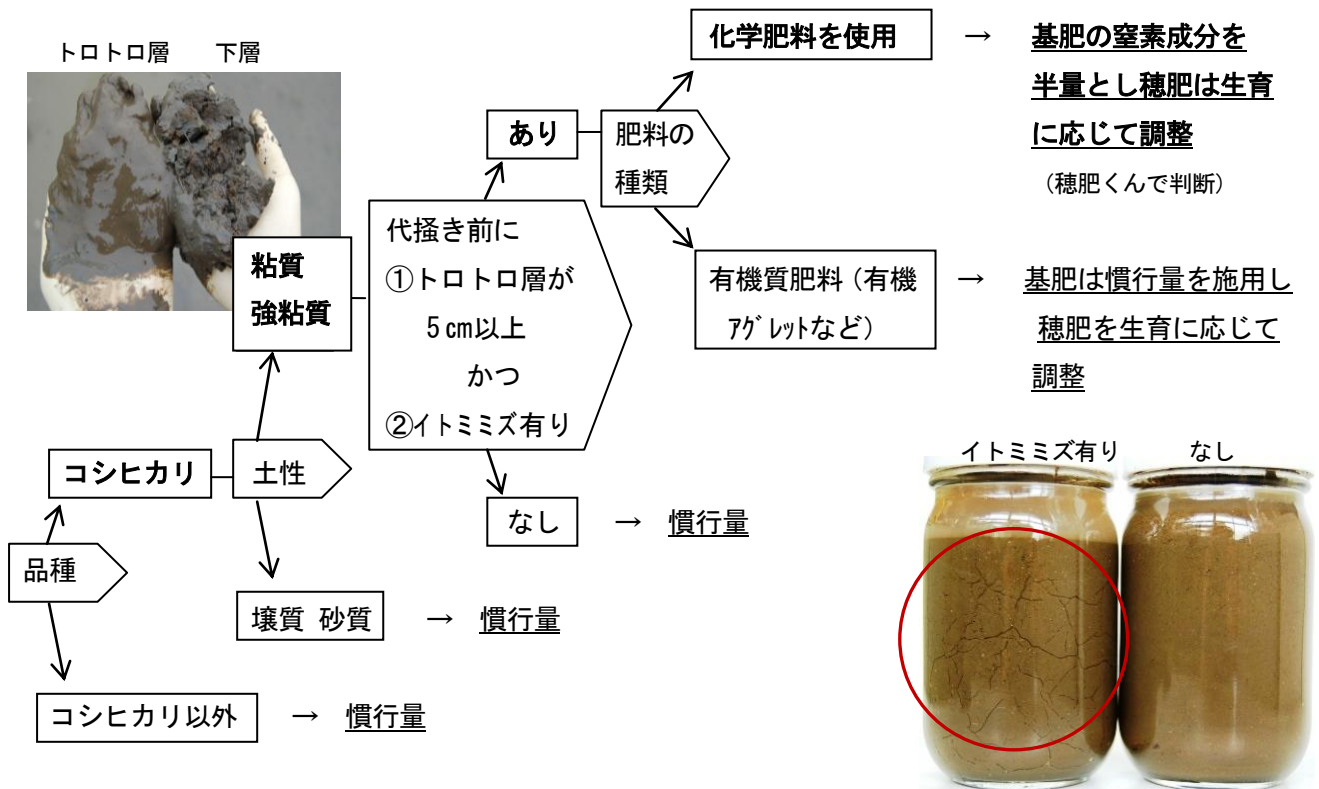 トロトロ層 下層
化学肥料を使用 → 基肥の窒素成分を
半量とし穂肥は生育
に応じて調整
（穂肥くんで判断）
あり
肥料の
種類
代掻き前に
①トロトロ層が
5cm以上
かつ
②イトミミズ有り
粘質
強粘質
有機質肥料（有機
ｱｸﾞﾚｯﾄなど）
→ 基肥は慣行量を施用し
穂肥を生育に応じて
調整
コシヒカリ
土性
なし → 慣行量
イトミミズ有り なし
品種
壌質 砂質 → 慣行量
コシヒカリ以外 → 慣行量